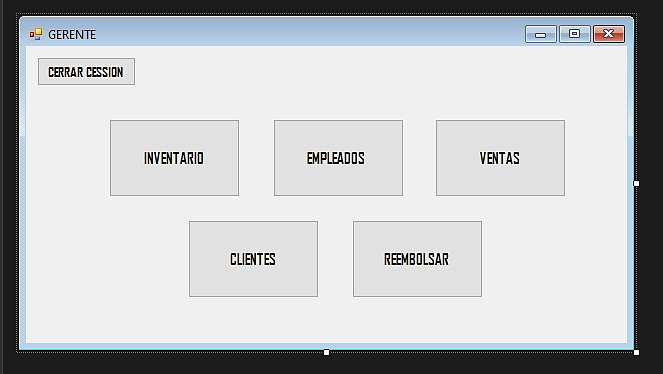 GERENTE
CERRAR CESSION
INVENTARIO
EMPLEADOS
VENTAS
CLIENTES
REEMBOLSAR